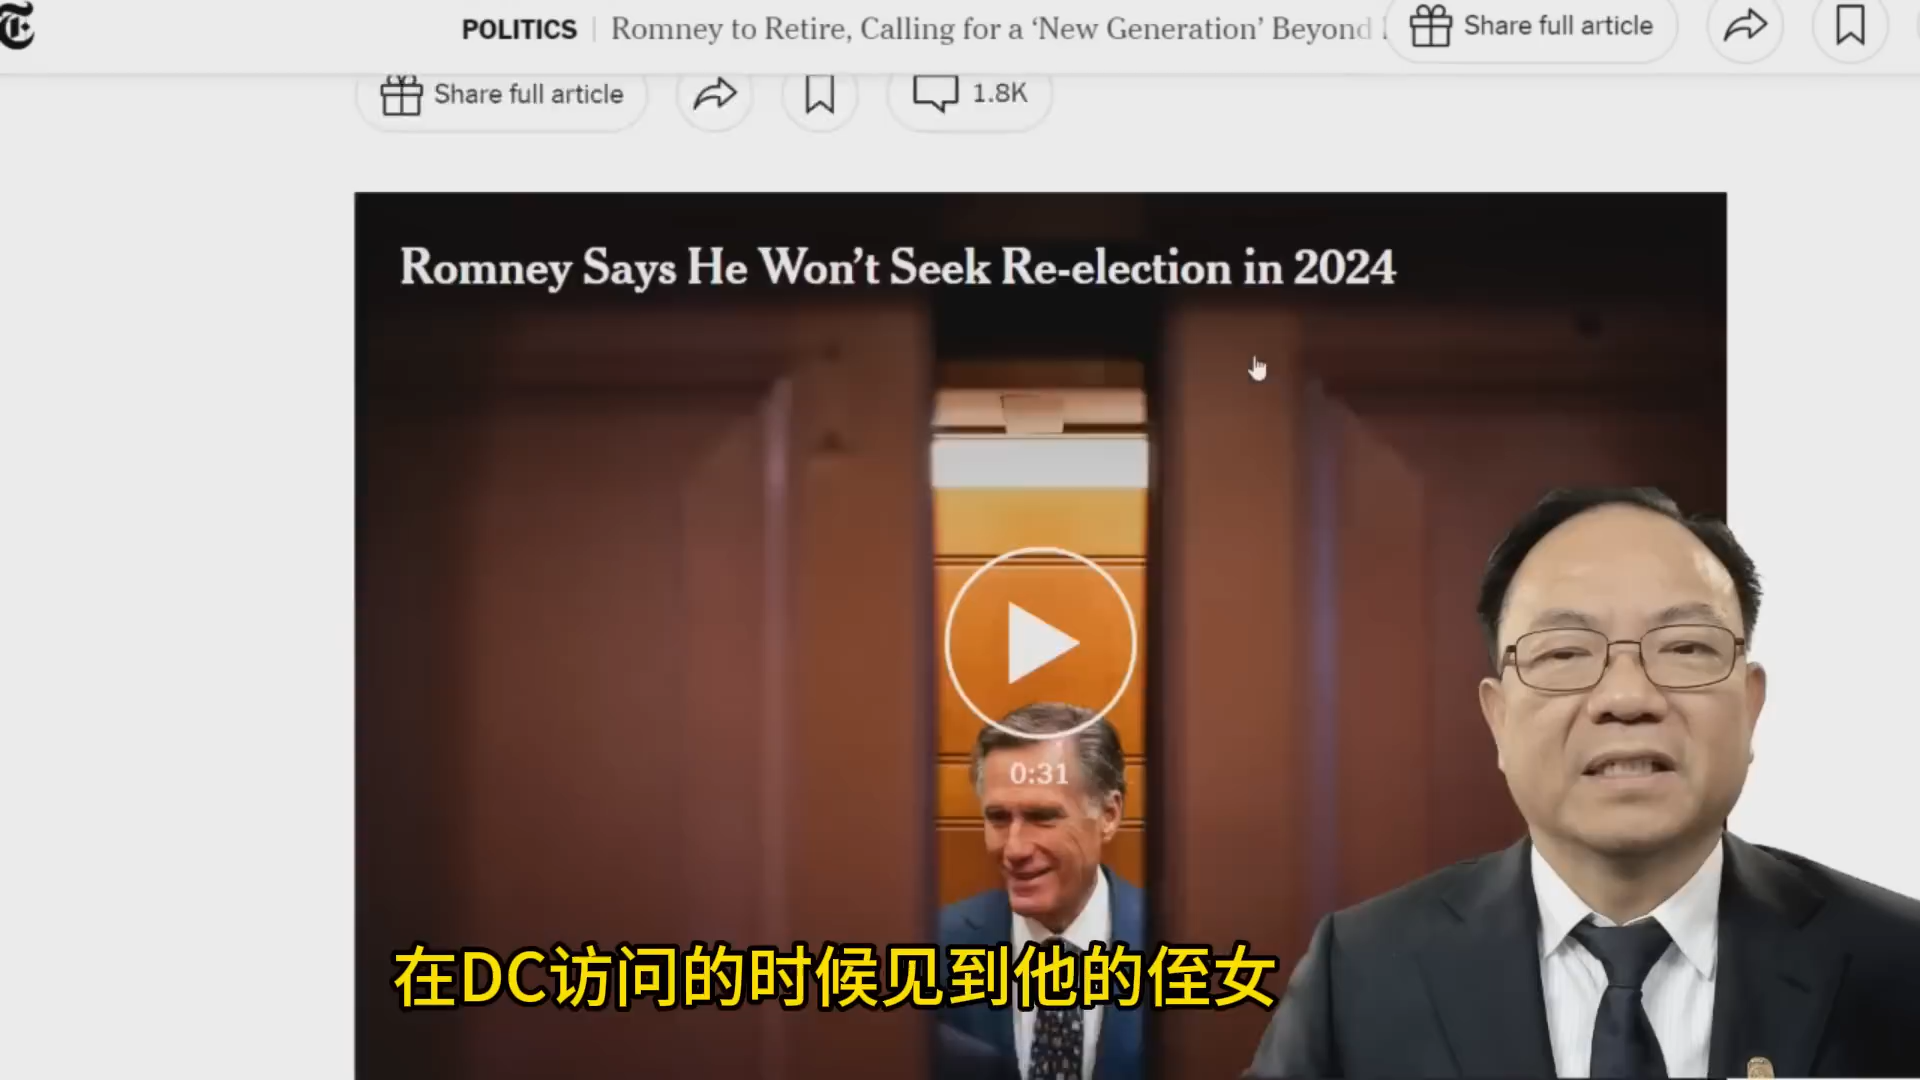 POLITICS | Romney to Retire, Calling for a ‘New Generation’ Beyond
Share full article
Share full article
1.8K
Romney Says He Won’t Seek Re-election in 2024
0:31
在DC访问的时候见到他的侄女